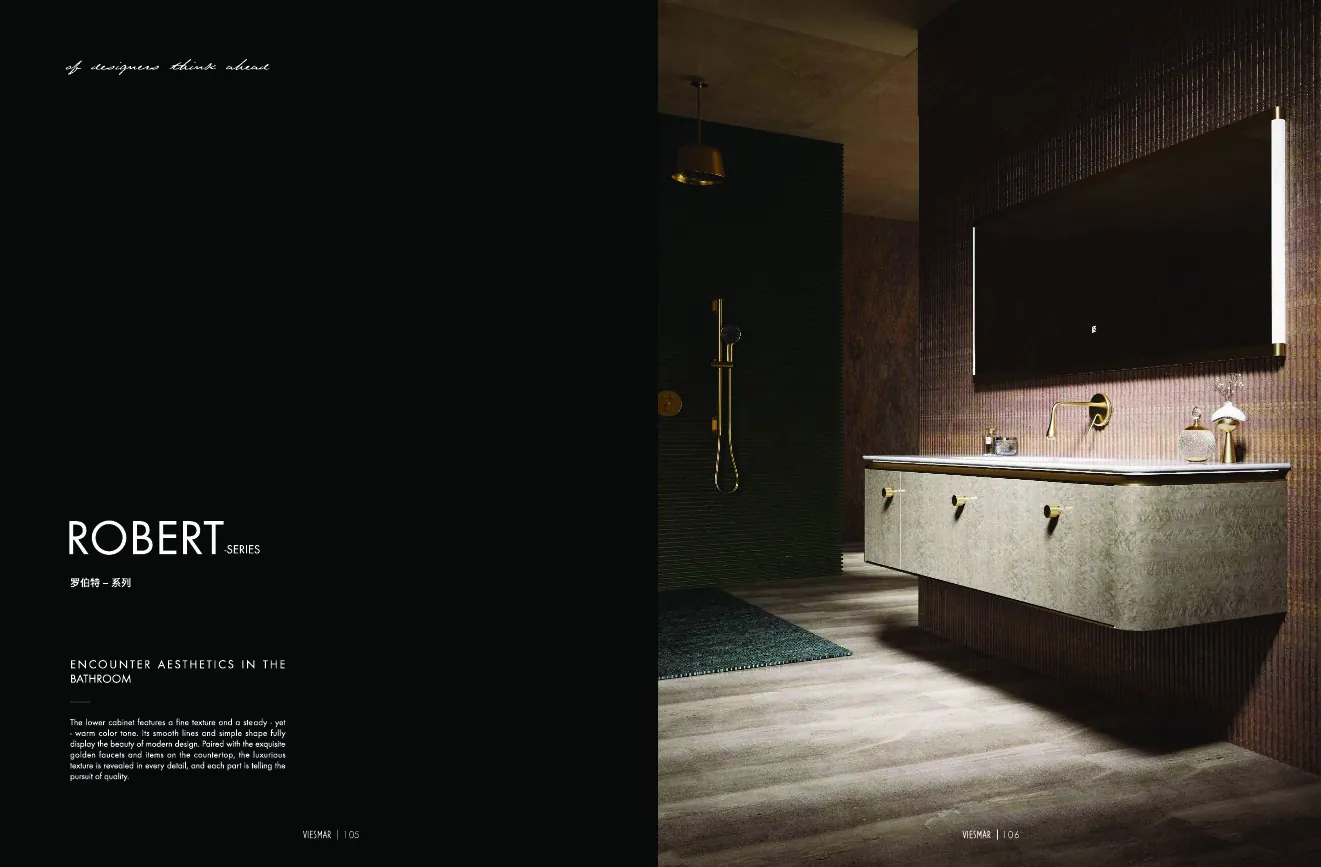 of designers think ahead
ROBERT-SERIES
罗伯特 – 系列
ENCOUNTER AESTHETICS IN THE
BATHROOM
The lower cabinet features a fine texture and a steady - yet
- warm color tone. Its smooth lines and simple shape fully
display the beauty of modern design. Paired with the exquisite
golden faucets and items on the countertop, the luxurious
texture is revealed in every detail, and each part is telling the
pursuit of quality.
VIESMAR | 105
VIESMAR | 106